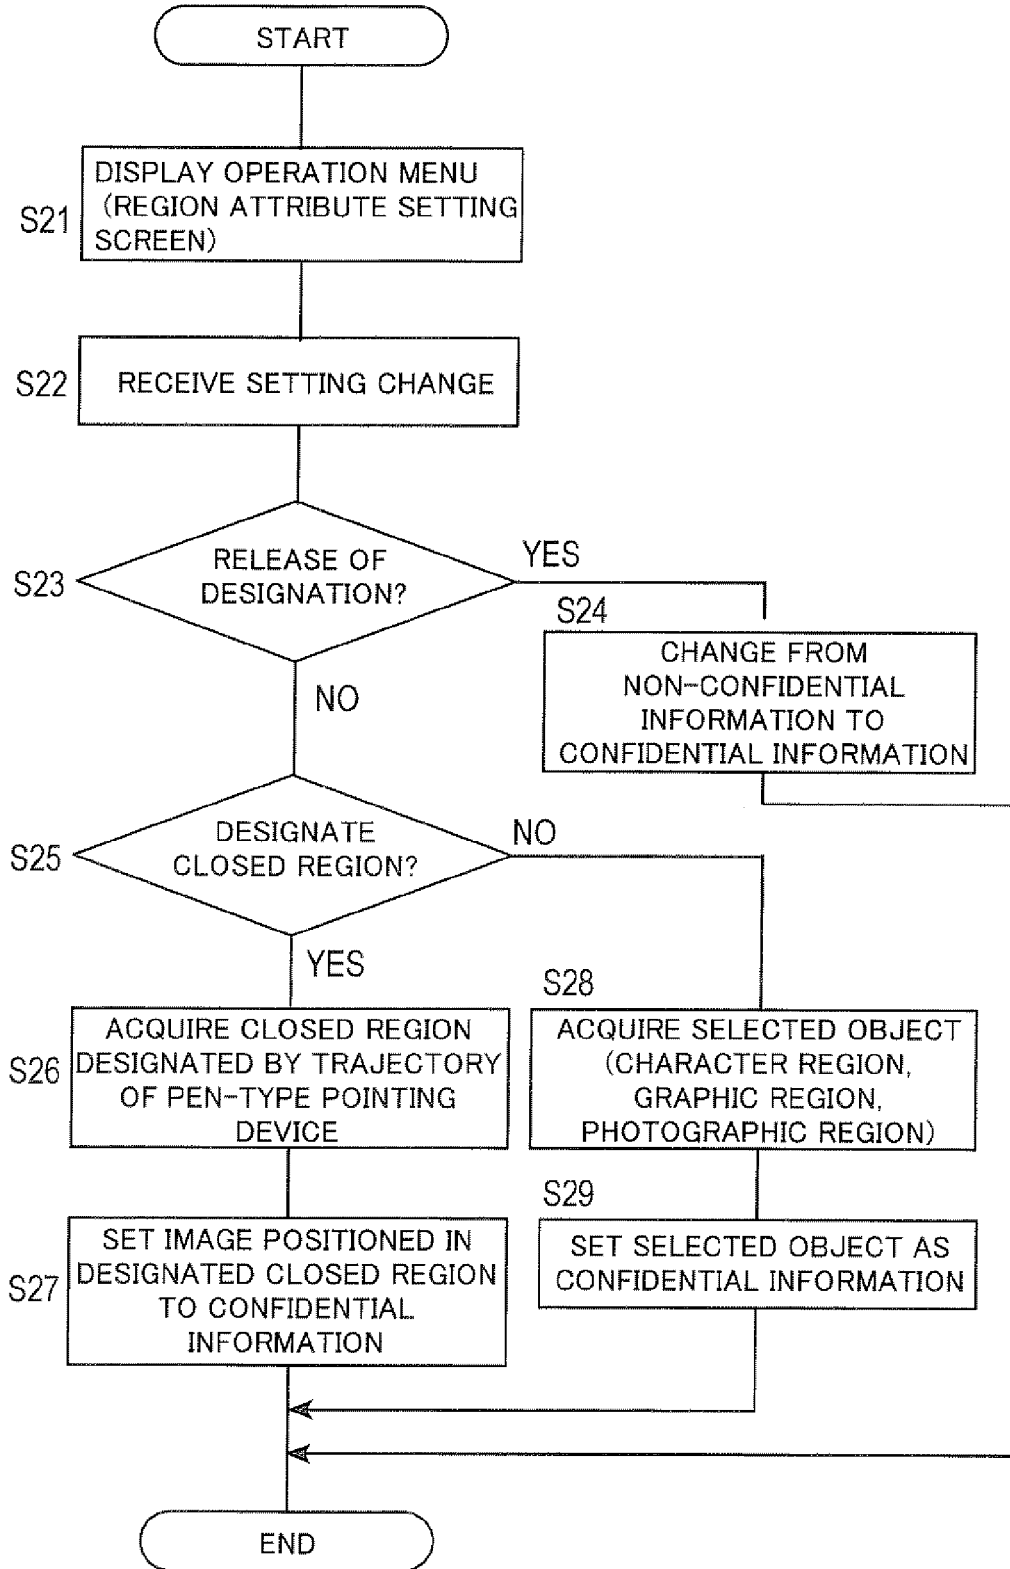 START
S21
DISPLAY OPERATION MENU
(REGION ATTRIBUTE SETTING
SCREEN)
S22
RECEIVE SETTING CHANGE
S23
RELEASE OF
DESIGNATION?
YES
NO
S24
CHANGE FROM
NON-CONFIDENTIAL
INFORMATION TO
CONFIDENTIAL INFORMATION
S25
DESIGNATE
CLOSED REGION?
NO
YES
S26
ACQUIRE CLOSED REGION
DESIGNATED BY TRAJECTORY
OF PEN-TYPE POINTING
DEVICE
S28
ACQUIRE SELECTED OBJECT
(CHARACTER REGION,
GRAPHIC REGION,
PHOTOGRAPHIC REGION)
S27
SET IMAGE POSITIONED IN
DESIGNATED CLOSED REGION
TO CONFIDENTIAL
INFORMATION
S29
SET SELECTED OBJECT AS
CONFIDENTIAL INFORMATION
END